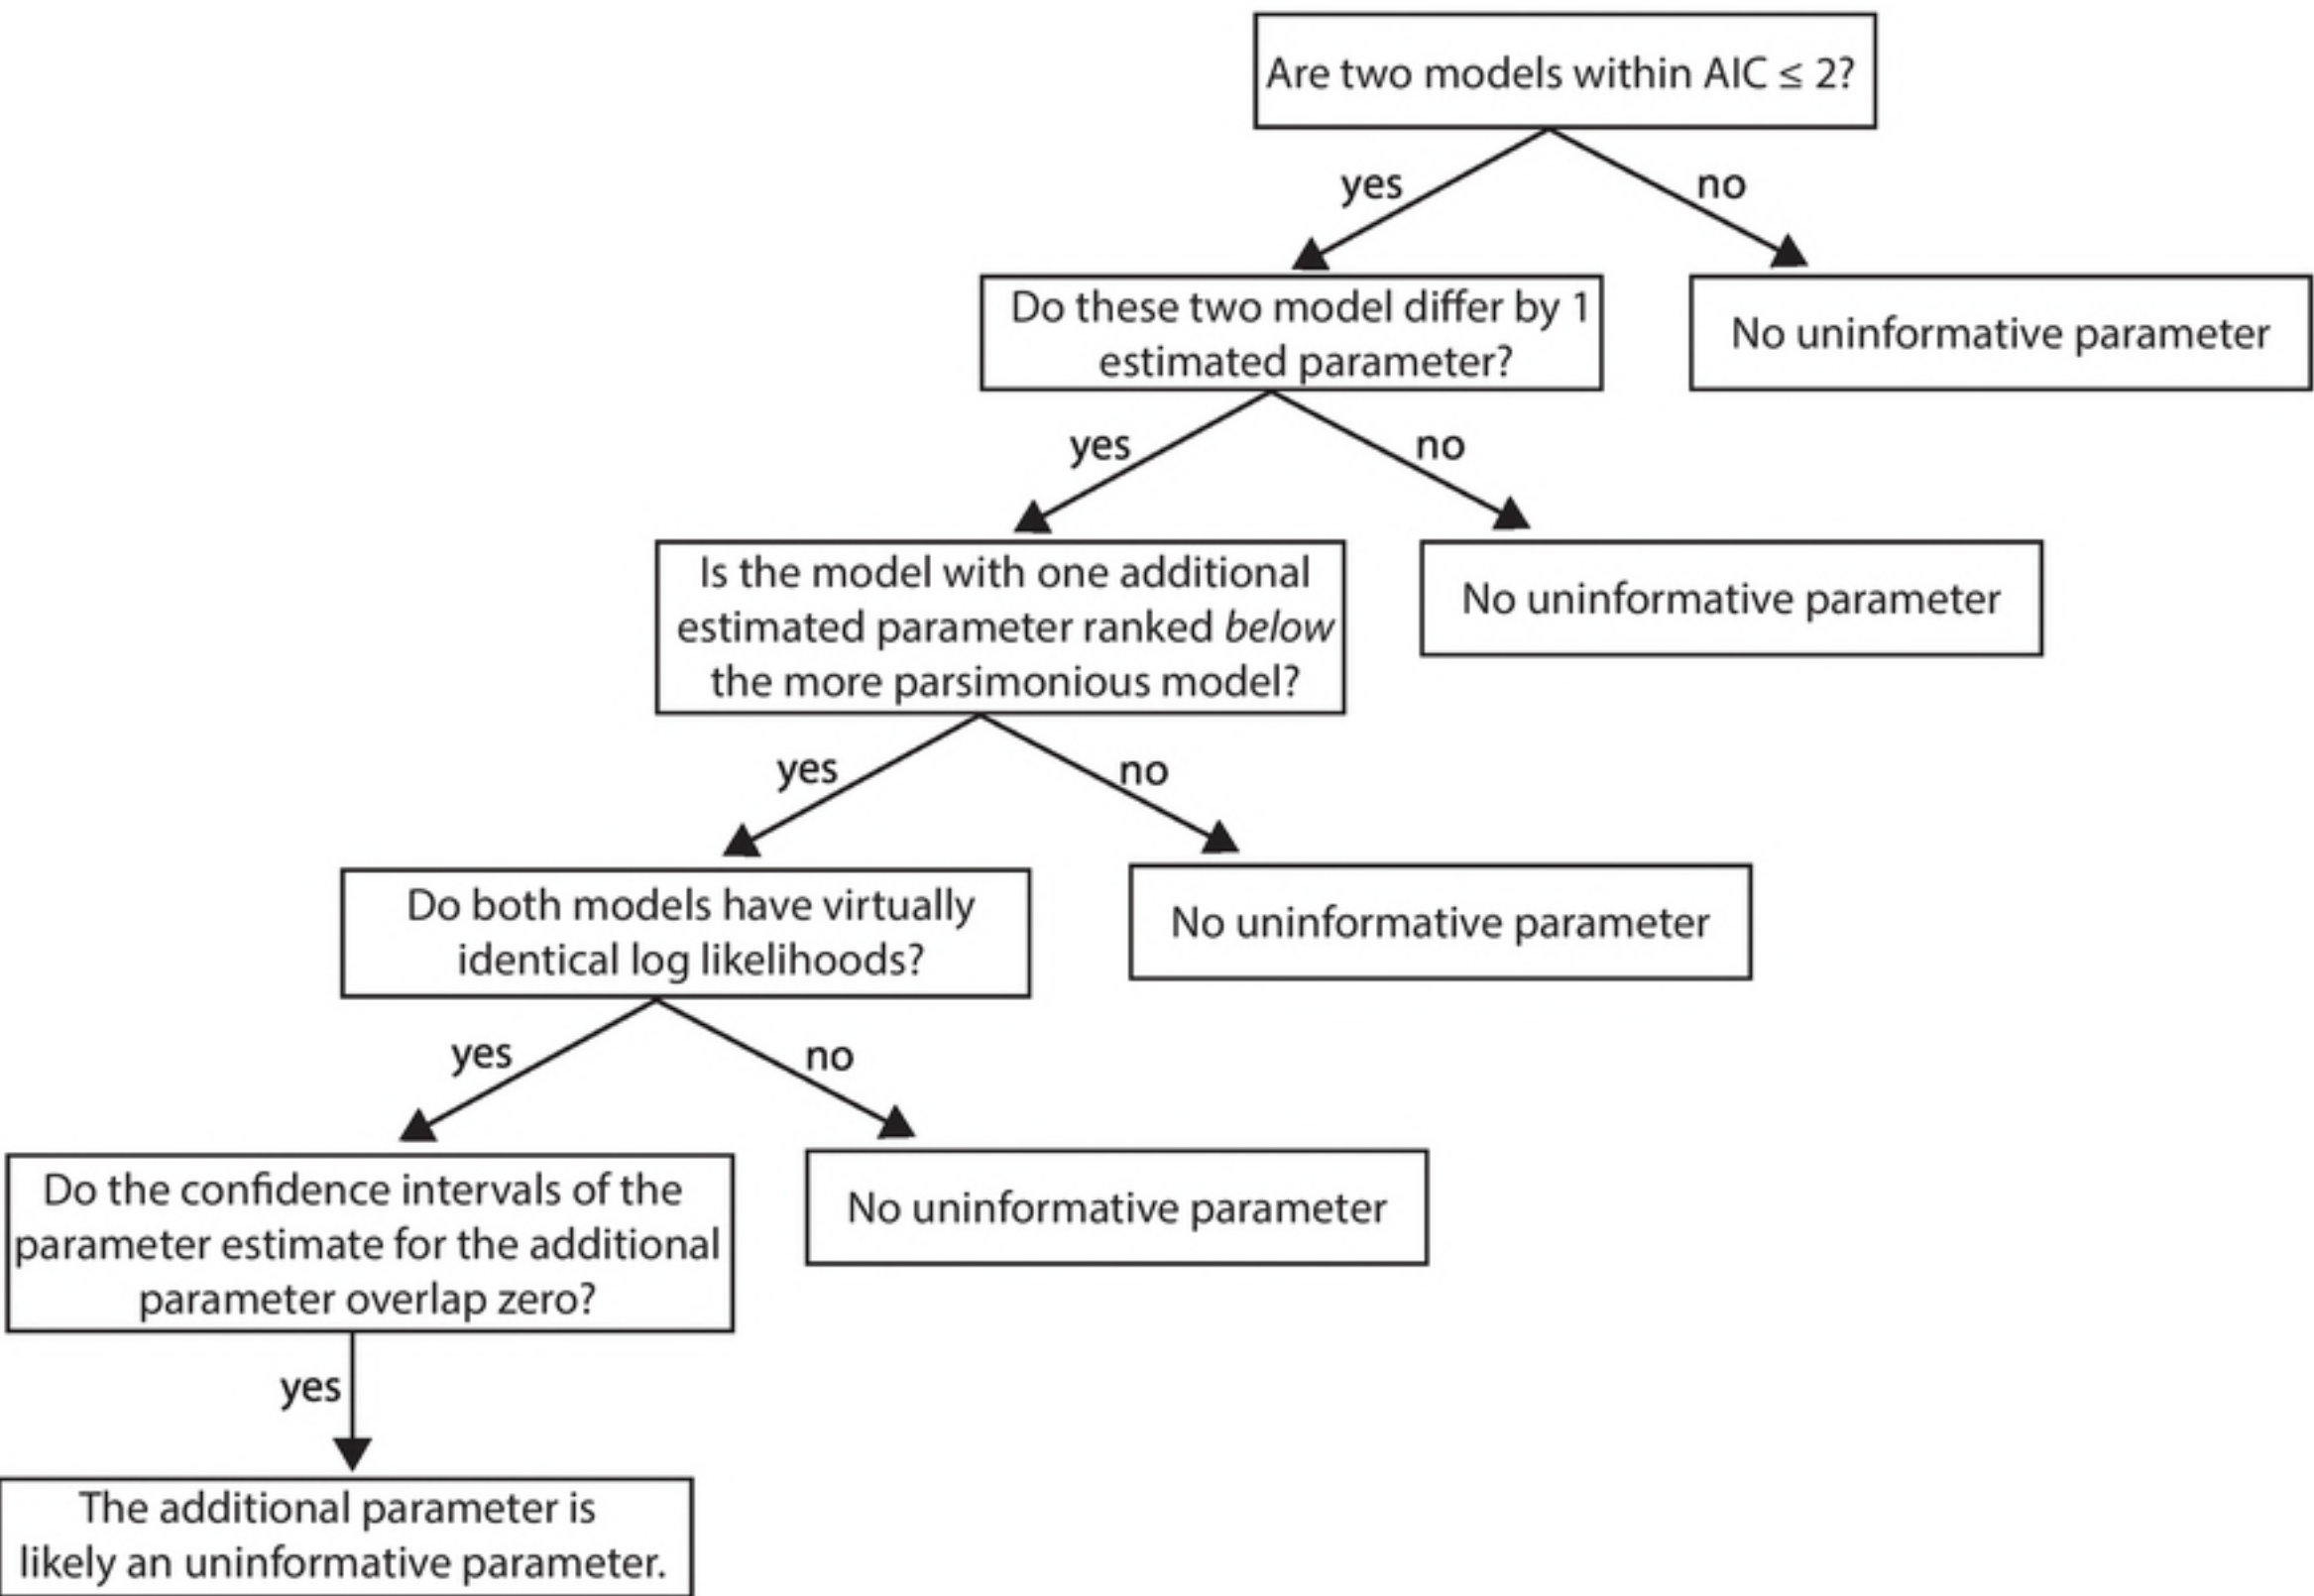 Are two models within AIC ≤ 2?
yes
no
Do these two model differ by 1
estimated parameter?
No uninformative parameter
yes
no
Is the model with one additional
estimated parameter ranked below
the more parsimonious model?
No uninformative parameter
yes
no
Do both models have virtually
identical log likelihoods?
No uninformative parameter
yes
no
Do the confidence intervals of the
parameter estimate for the additional
parameter overlap zero?
No uninformative parameter
yes
The additional parameter is
likely an uninformative parameter.